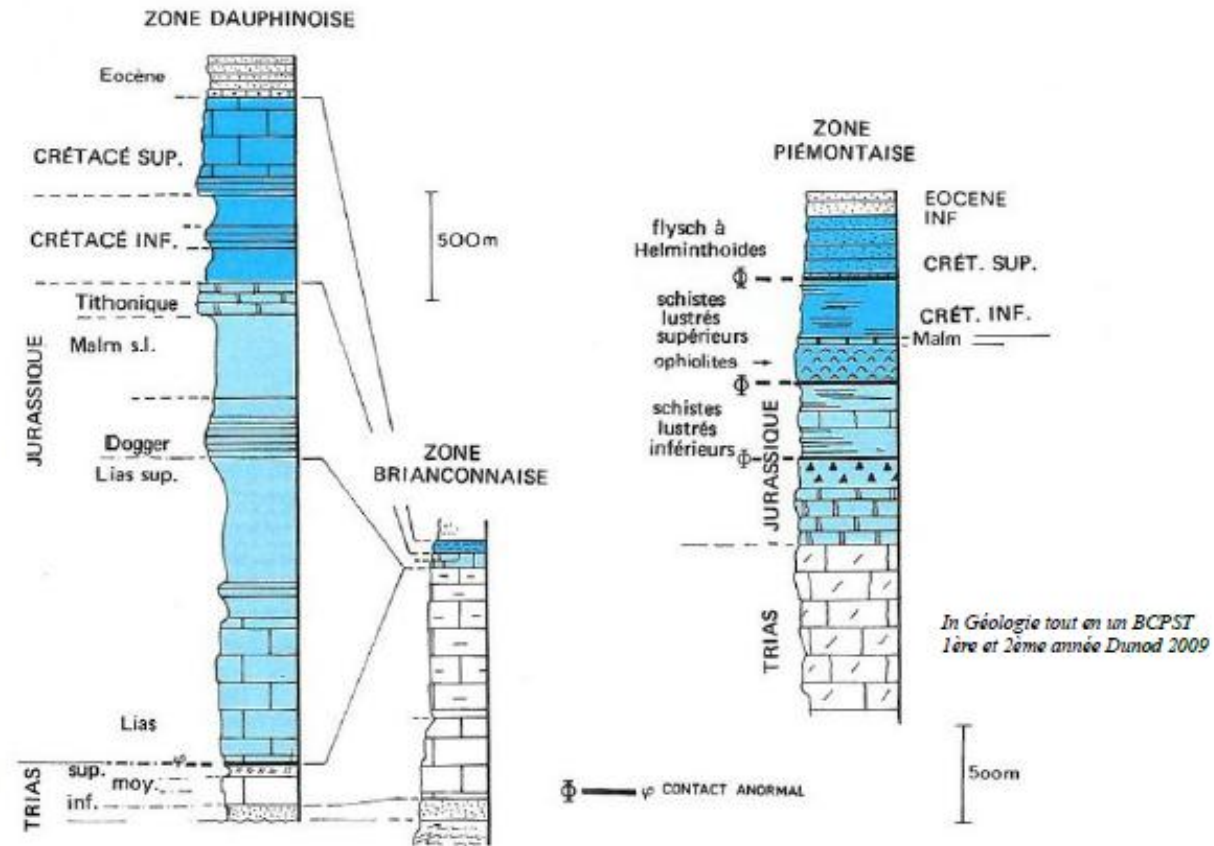 ZONE DAUPHINOISE
Eocène
CRÉTACÉ SUP.
CRÉTACÉ INF.
500m
Tithonique
Malm s.l.
JURASSIQUE
Dogger
Lias sup.
Lias
φ
TRIAS
sup.
moy.
inf.
ZONE
BRIANCONNAISE
ZONE
PIÉMONTAISE
EOCENE
INF
flysch à
Helminthoïdes
CRÉT. SUP.
Φ
schistes
lustrés
supérieurs
CRÉT. INF.
Malm
ophiolites
Φ
schistes
lustrés
inférieurs
Φ
JURASSIQUE
TRIAS
In Géologie tout en un BCPST
1ère et 2ème année Dunod 2009
500m
Φ φ CONTACT ANORMAL